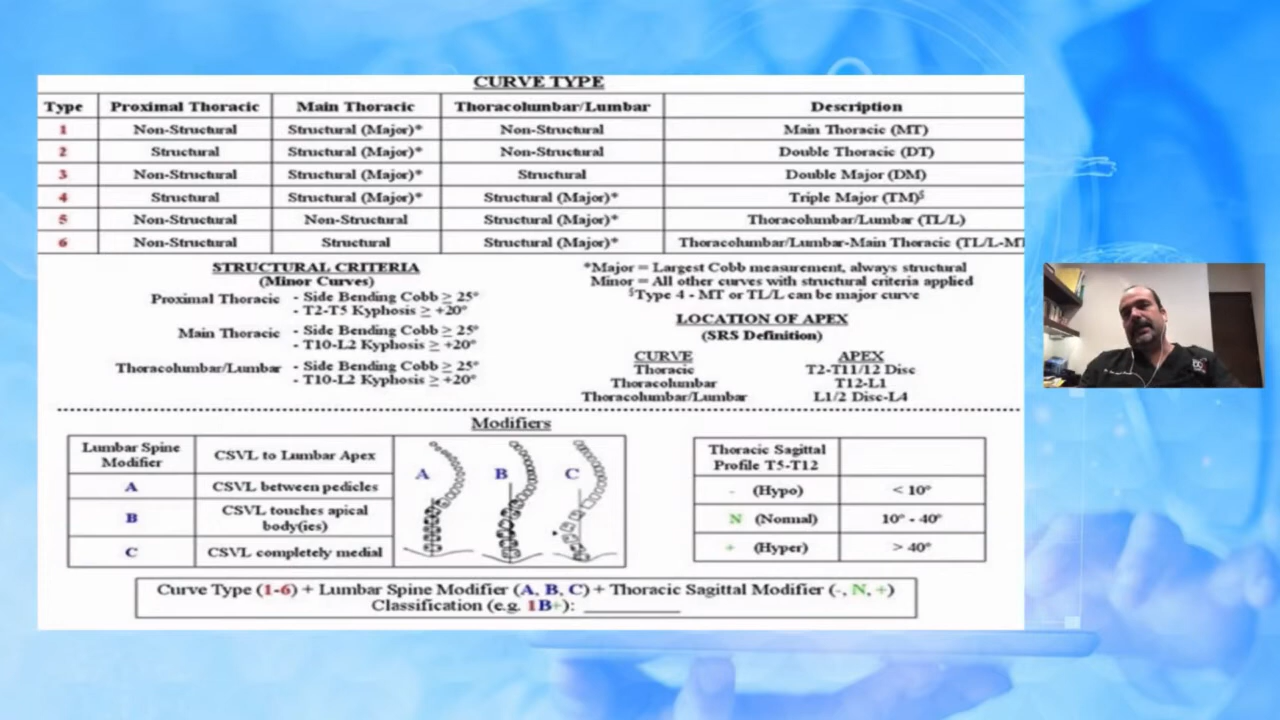 CURVE TYPE
Type Proximal Thoracic Main Thoracic Thoracolumbar/Lumbar Description
1 Non-Structural Structural (Major)* Non-Structural Main Thoracic (MT)
2 Structural Structural (Major)* Non-Structural Double Thoracic (DT)
3 Non-Structural Structural (Major)* Structural Double Major (DM)
4 Structural Structural (Major)* Structural (Major)* Triple Major (TM)§
5 Non-Structural Non-Structural Structural (Major)* Thoracolumbar/Lumbar (TL/L)
6 Non-Structural Structural Structural (Major)* Thoracolumbar/Lumbar-Main Thoracic (TL/L-MT
STRUCTURAL CRITERIA
(Minor Curves)
Proximal Thoracic - Side Bending Cobb ≥ 25°
- T2-T5 Kyphosis ≥ +20°
Main Thoracic - Side Bending Cobb ≥ 25°
- T10-L2 Kyphosis ≥ +20°
Thoracolumbar/Lumbar - Side Bending Cobb ≥ 25°
- T10-L2 Kyphosis ≥ +20°
*Major = Largest Cobb measurement, always structural
Minor = All other curves with structural criteria applied
§Type 4 - MT or TL/L can be major curve
LOCATION OF APEX
(SRS Definition)
CURVE APEX
Thoracic T2-T11/12 Disc
Thoracolumbar T12-L1
Thoracolumbar/Lumbar L1/2 Disc-L4
Modifiers
Lumbar Spine
Modifier
CSVL to Lumbar Apex
A CSVL between pedicles
B CSVL touches apical
body(ies)
C CSVL completely medial
A B C
Thoracic Sagittal
Profile T5-T12
- (Hypo) < 10°
N (Normal) 10° - 40°
+ (Hyper) > 40°
Curve Type (1-6) + Lumbar Spine Modifier (A, B, C) + Thoracic Sagittal Modifier (-, N, +)
Classification (e.g. 1B+): __________